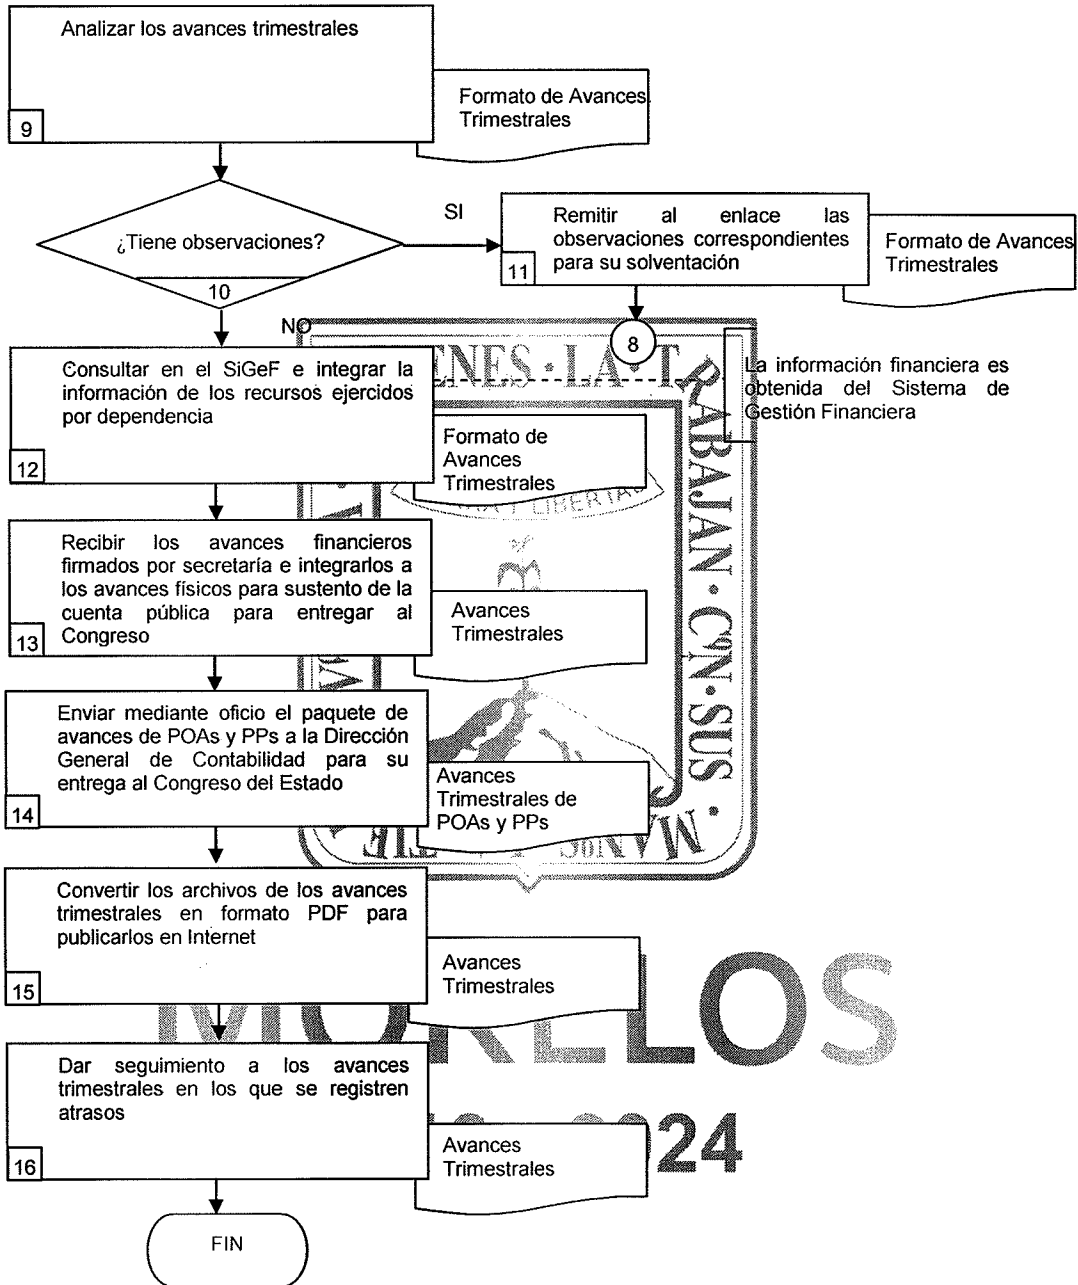 Analizar los avances trimestrales
9
Formato de Avances
Trimestrales
¿Tiene observaciones?
10
SI
Remitir al enlace las
observaciones correspondientes
para su solventación
11
Formato de Avances
Trimestrales
8
NO
Consultar en el SiGeF e integrar la
información de los recursos ejercidos
por dependencia
12
Formato de
Avances
Trimestrales
La información financiera es
obtenida del Sistema de
Gestión Financiera
Recibir los avances financieros
firmados por secretaría e integrarlos a
los avances físicos para sustento de la
cuenta pública para entregar al
Congreso
13
Avances
Trimestrales
Enviar mediante oficio el paquete de
avances de POAs y PPs a la Dirección
General de Contabilidad para su
entrega al Congreso del Estado
14
Avances
Trimestrales de
POAs y PPs
Convertir los archivos de los avances
trimestrales en formato PDF para
publicarlos en Internet
15
Avances
Trimestrales
Dar seguimiento a los avances
trimestrales en los que se registren
atrasos
16
Avances
Trimestrales
FIN
LA TRABAJAN CON SUS
MORELOS